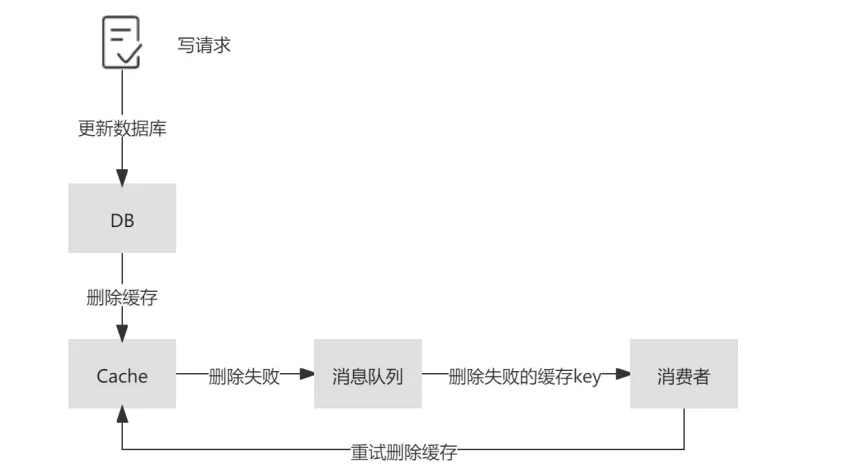 写请求
更新数据库
DB
删除缓存
Cache
删除失败
消息队列
删除失败的缓存key
消费者
重试删除缓存